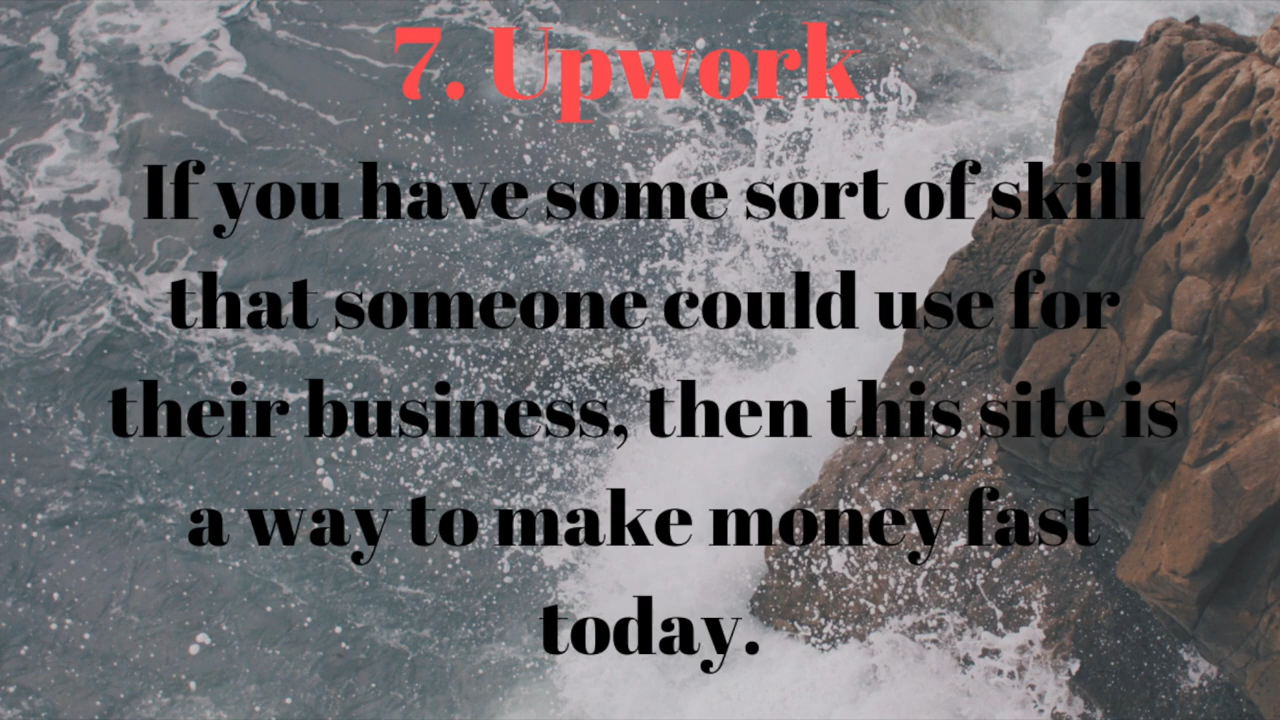 7. Upwork
If you have some sort of skill
that someone could use for
their business, then this site is
a way to make money fast
today.